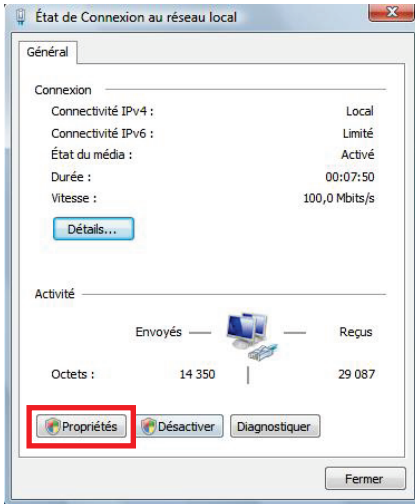 État de Connexion au réseau local
Général
Connexion
Connectivité IPv4 : Local
Connectivité IPv6 : Limité
État du média : Activé
Durée : 00:07:50
Vitesse : 100,0 Mbits/s
Détails...
Activité
Envoyés Reçus
Octets : 14 350 29 087
Propriétés Désactiver Diagnostiquer
Fermer